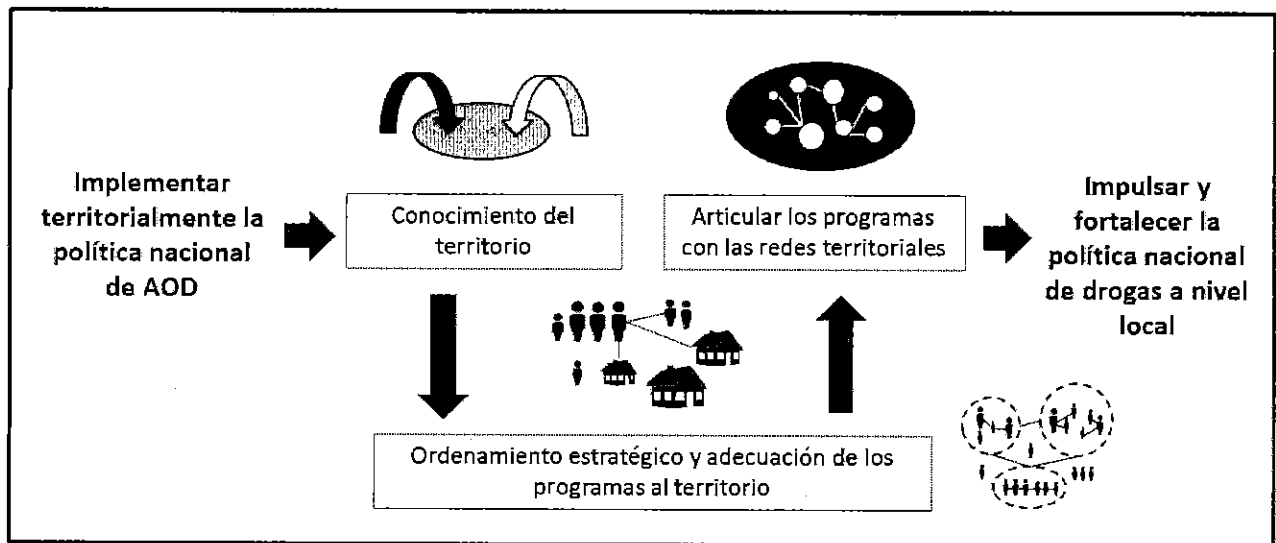 Implementar
territorialmente la
política nacional
de AOD
Conocimiento del
territorio
Ordenamiento estratégico y adecuación de los
programas al territorio
Articular los programas
con las redes territoriales
Impulsar y
fortalecer la
política nacional
de drogas a nivel
local